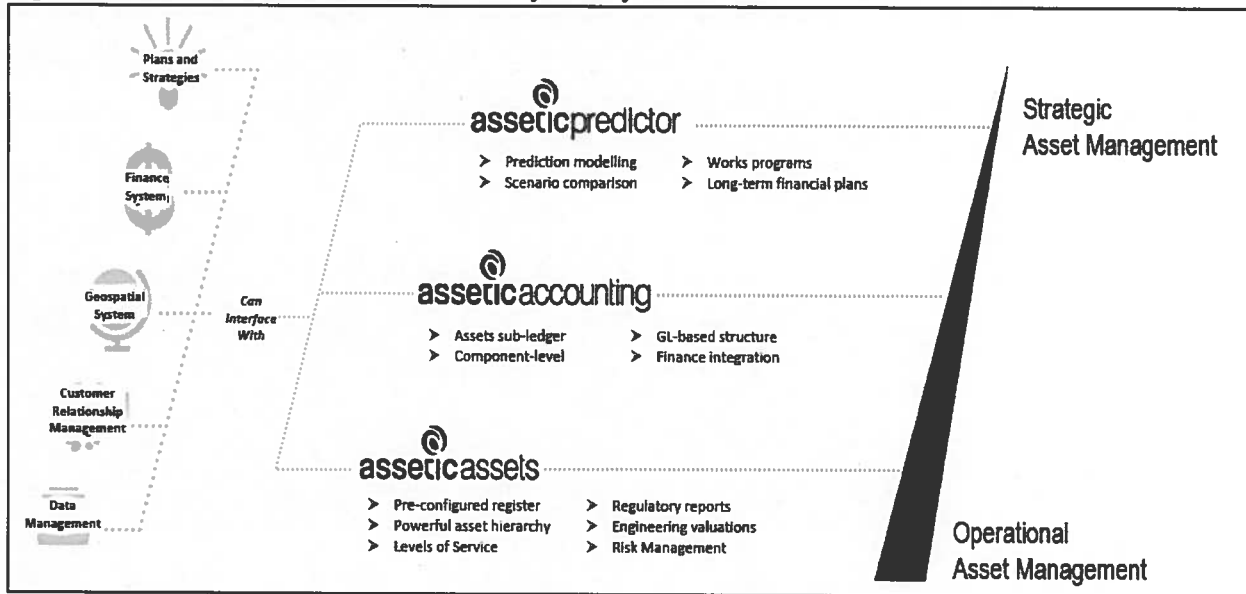 Plans and
Strategies
Finance
System
Geospatial
System
Customer
Relationship
Management
Data
Management
Can
Interface
With
asseticpredictor
➤ Prediction modelling
➤ Scenario comparison
➤ Works programs
➤ Long-term financial plans
asseticaccounting
➤ Assets sub-ledger
➤ Component-level
➤ GL-based structure
➤ Finance integration
asseticassets
➤ Pre-configured register
➤ Powerful asset hierarchy
➤ Levels of Service
➤ Regulatory reports
➤ Engineering valuations
➤ Risk Management
Strategic
Asset Management
Operational
Asset Management